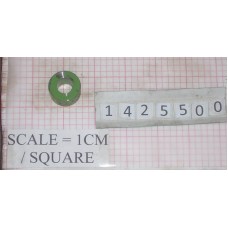 1425500
SCALE = 1CM
/ SQUARE